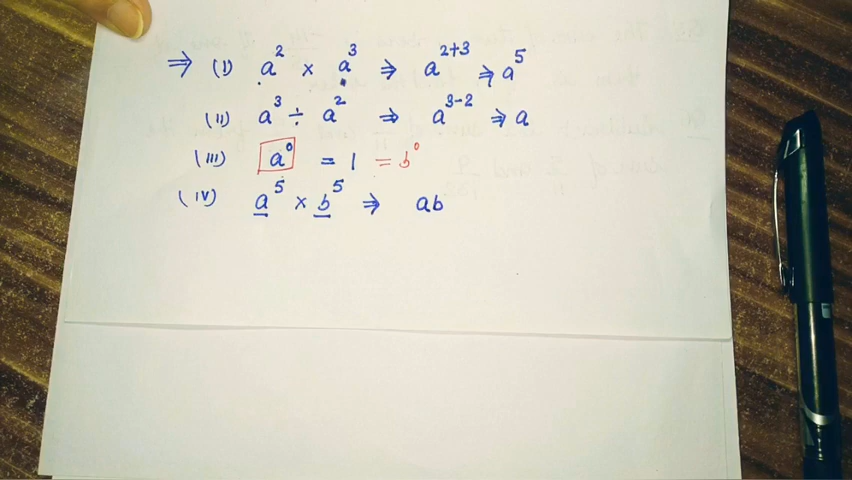 ⇒ (I) a² × a³ ⇒ a²⁺³ ⇒ a⁵
(II) a³ ÷ a² ⇒ a³⁻² ⇒ a
(III) a⁰ = 1 = b⁰
(IV) a⁵ × b⁵ ⇒ ab